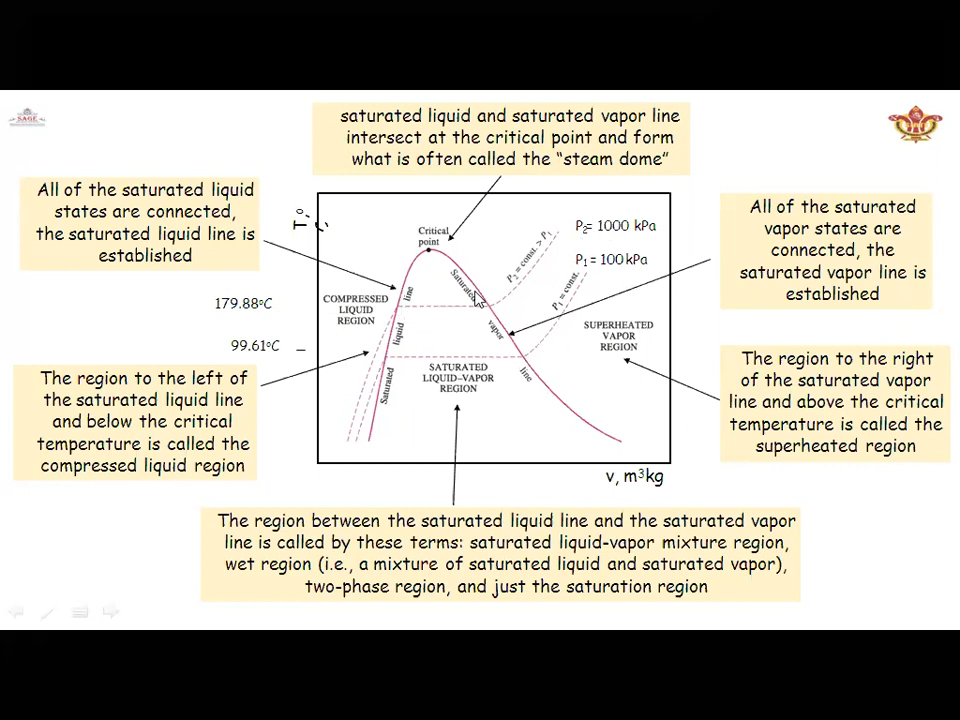 SAGE
saturated liquid and saturated vapor line
intersect at the critical point and form
what is often called the “steam dome”
All of the saturated liquid
states are connected,
the saturated liquid line is
established
T, °
C
P2= 1000 kPa
P1 = 100 kPa
Critical
point
P2 = const. > P1
P1 = const.
All of the saturated
vapor states are
connected, the
saturated vapor line is
established
179.88°C
99.61°C
COMPRESSED
LIQUID
REGION
Saturated
liquid
line
Saturated
vapor
line
SUPERHEATED
VAPOR
REGION
SATURATED
LIQUID–VAPOR
REGION
The region to the left of
the saturated liquid line
and below the critical
temperature is called the
compressed liquid region
The region to the right
of the saturated vapor
line and above the critical
temperature is called the
superheated region
v, m3kg
The region between the saturated liquid line and the saturated vapor
line is called by these terms: saturated liquid-vapor mixture region,
wet region (i.e., a mixture of saturated liquid and saturated vapor),
two-phase region, and just the saturation region